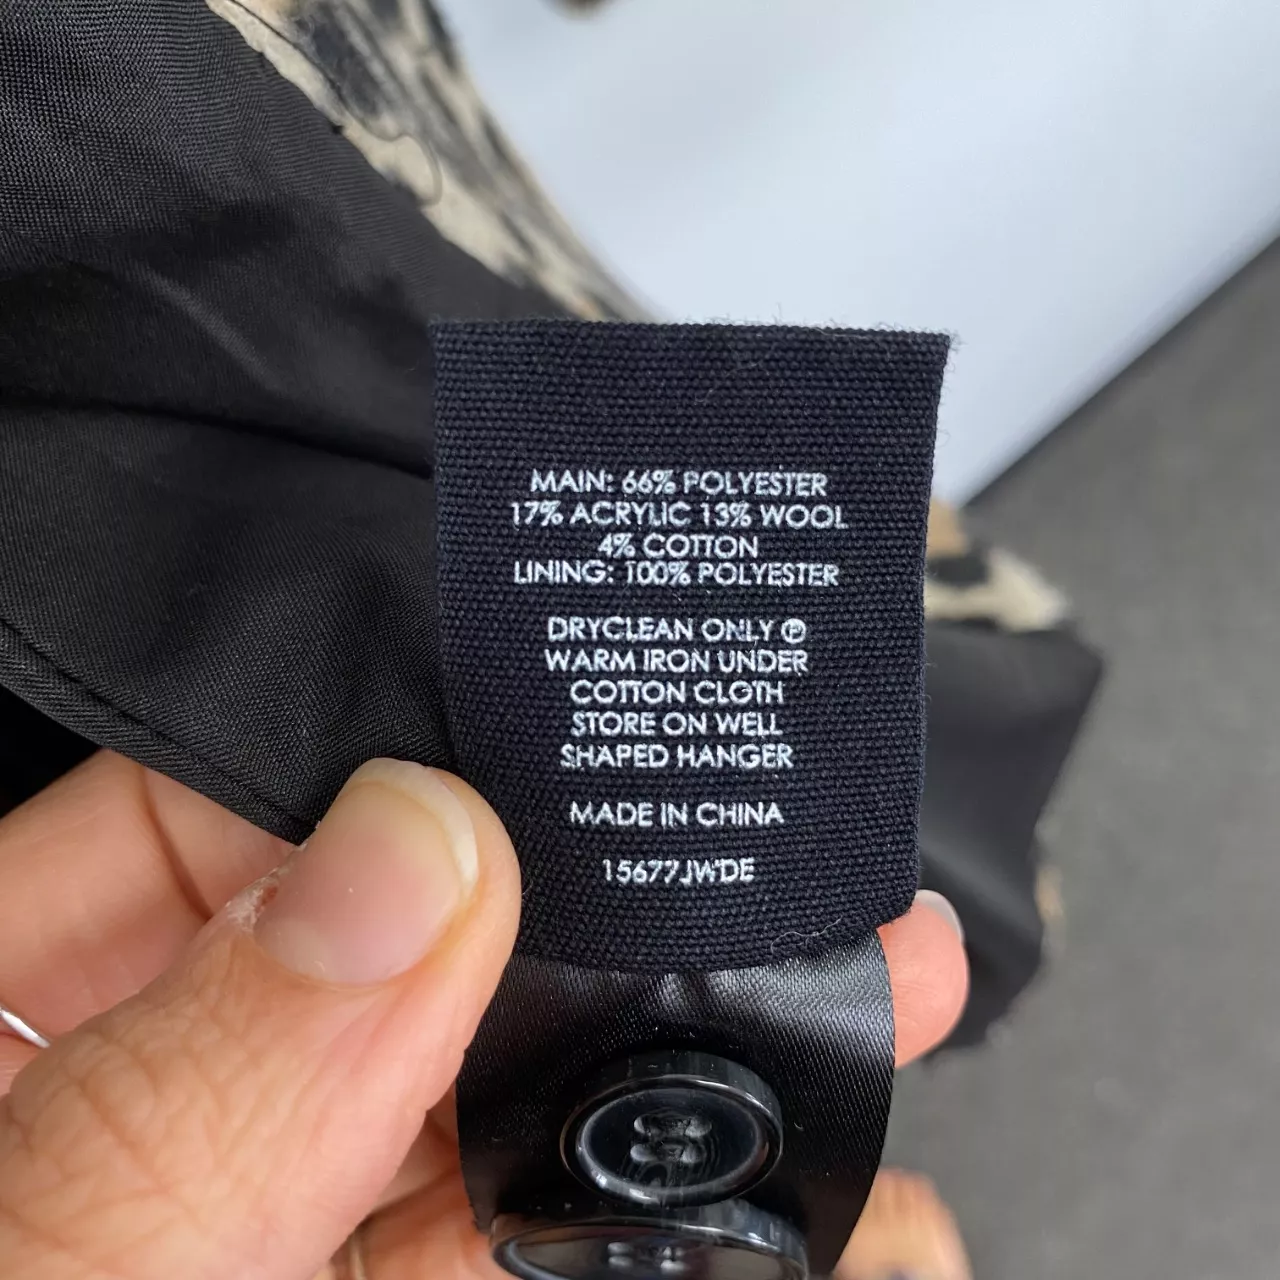 MAIN: 66% POLYESTER
17% ACRYLIC 13% WOOL
4% COTTON
LINING: 100% POLYESTER
DRYCLEAN ONLY Ⓟ
WARM IRON UNDER
COTTON CLOTH
STORE ON WELL
SHAPED HANGER
MADE IN CHINA
15677JWDE